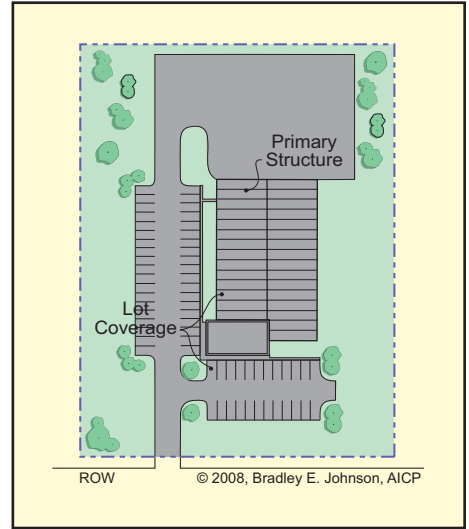 Primary
Structure
Lot
Coverage
ROW
© 2008, Bradley E. Johnson, AICP